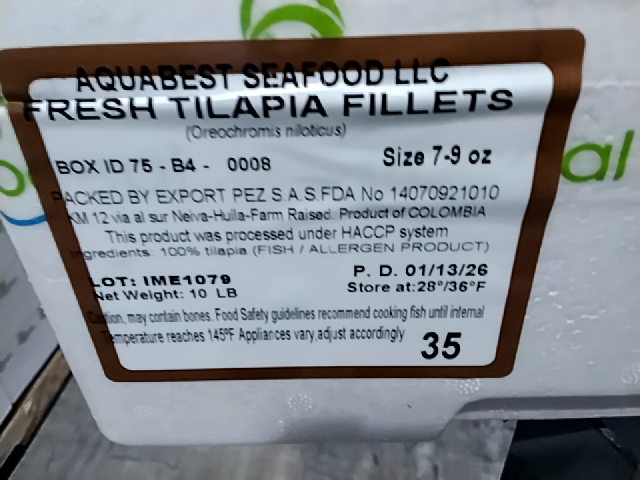 AQUABEST SEAFOOD LLC
FRESH TILAPIA FILLETS
(Oreochromis niloticus)
BOX ID 75 - B4 - 0008 Size 7-9 oz
PACKED BY EXPORT PEZ S.A.S.FDA No 14070921010
KM 12 via al sur Neiva-Huila-Farm Raised. Product of COLOMBIA
This product was processed under HACCP system
Ingredients: 100% tilapia (FISH / ALLERGEN PRODUCT)
LOT: IME1079 P. D. 01/13/26
Net Weight: 10 LB Store at:28°/36°F
Caution, may contain bones. Food Safety guidelines recommend cooking fish until internal
Temperature reaches 145ºF Appliances vary,adjust accordingly
35
al